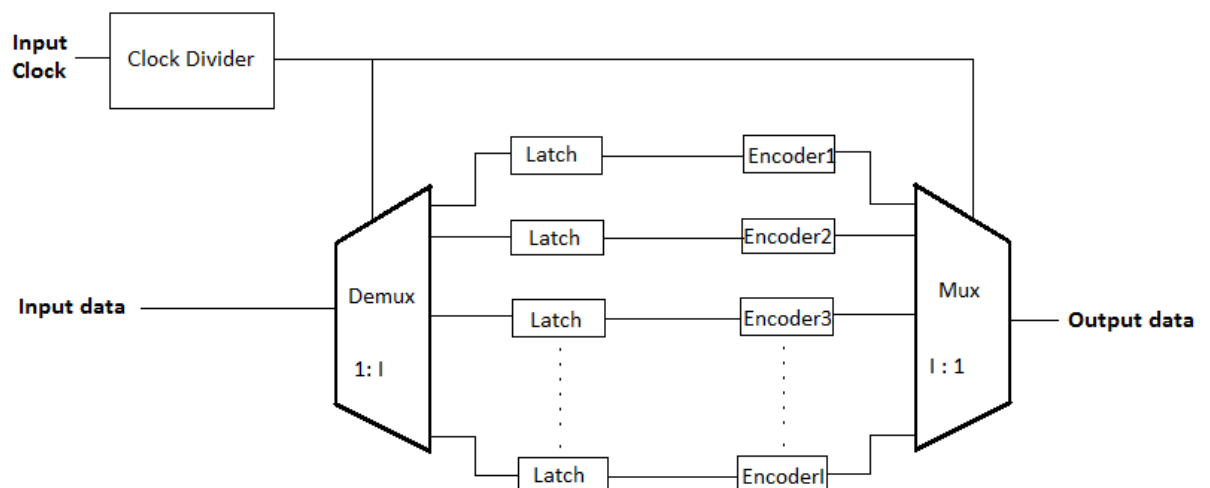 Input
Clock
Clock Divider
Latch
Encoder1
Latch
Encoder2
Input data
Demux
1: I
Latch
Encoder3
Mux
I : 1
Output data
Latch
EncoderI